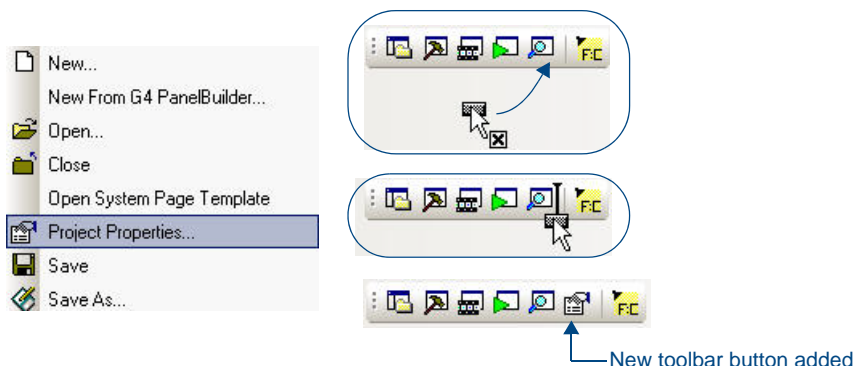 New...
New From G4 PanelBuilder...
Open...
Close
Open System Page Template
Project Properties...
Save
Save As...
F:C
F:C
F:C
New toolbar button added